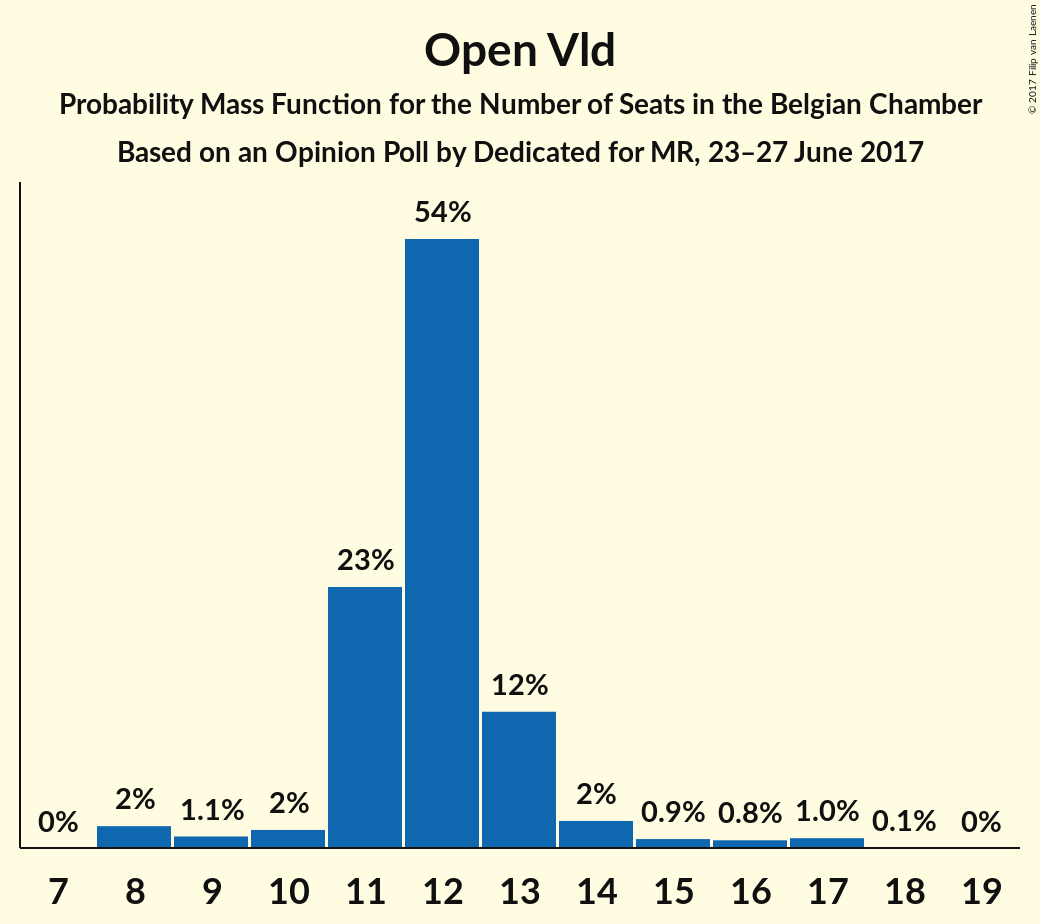 Open Vld
Probability Mass Function for the Number of Seats in the Belgian Chamber
Based on an Opinion Poll by Dedicated for MR, 23–27 June 2017
© 2017 Filip van Laenen
0% 2% 1.1% 2% 23% 54% 12% 2% 0.9% 0.8% 1.0% 0.1% 0%
7 8 9 10 11 12 13 14 15 16 17 18 19